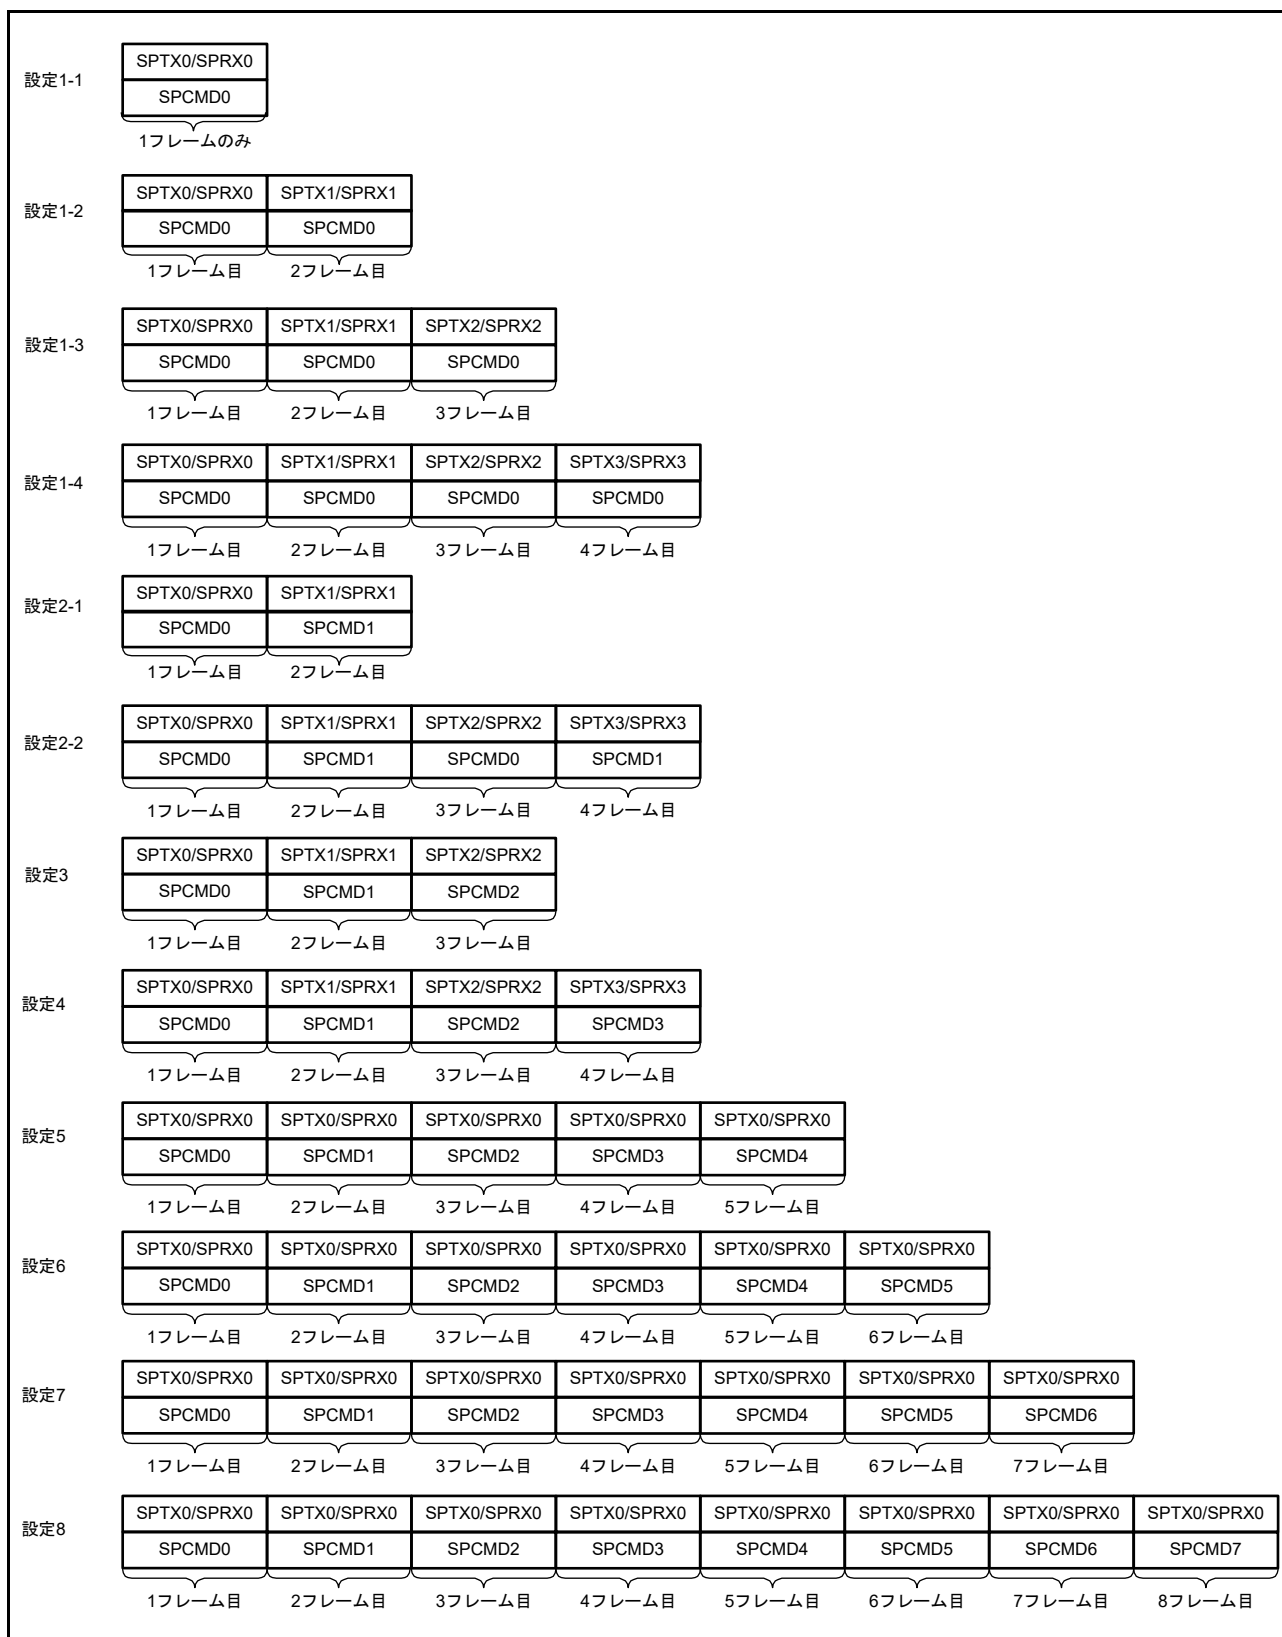 設定1-1
SPTX0/SPRX0
SPCMD0
1フレームのみ
設定1-2
SPTX0/SPRX0 SPTX1/SPRX1
SPCMD0 SPCMD0
1フレーム目 2フレーム目
設定1-3
SPTX0/SPRX0 SPTX1/SPRX1 SPTX2/SPRX2
SPCMD0 SPCMD0 SPCMD0
1フレーム目 2フレーム目 3フレーム目
設定1-4
SPTX0/SPRX0 SPTX1/SPRX1 SPTX2/SPRX2 SPTX3/SPRX3
SPCMD0 SPCMD0 SPCMD0 SPCMD0
1フレーム目 2フレーム目 3フレーム目 4フレーム目
設定2-1
SPTX0/SPRX0 SPTX1/SPRX1
SPCMD0 SPCMD1
1フレーム目 2フレーム目
設定2-2
SPTX0/SPRX0 SPTX1/SPRX1 SPTX2/SPRX2 SPTX3/SPRX3
SPCMD0 SPCMD1 SPCMD0 SPCMD1
1フレーム目 2フレーム目 3フレーム目 4フレーム目
設定3
SPTX0/SPRX0 SPTX1/SPRX1 SPTX2/SPRX2
SPCMD0 SPCMD1 SPCMD2
1フレーム目 2フレーム目 3フレーム目
設定4
SPTX0/SPRX0 SPTX1/SPRX1 SPTX2/SPRX2 SPTX3/SPRX3
SPCMD0 SPCMD1 SPCMD2 SPCMD3
1フレーム目 2フレーム目 3フレーム目 4フレーム目
設定5
SPTX0/SPRX0 SPTX0/SPRX0 SPTX0/SPRX0 SPTX0/SPRX0 SPTX0/SPRX0
SPCMD0 SPCMD1 SPCMD2 SPCMD3 SPCMD4
1フレーム目 2フレーム目 3フレーム目 4フレーム目 5フレーム目
設定6
SPTX0/SPRX0 SPTX0/SPRX0 SPTX0/SPRX0 SPTX0/SPRX0 SPTX0/SPRX0 SPTX0/SPRX0
SPCMD0 SPCMD1 SPCMD2 SPCMD3 SPCMD4 SPCMD5
1フレーム目 2フレーム目 3フレーム目 4フレーム目 5フレーム目 6フレーム目
設定7
SPTX0/SPRX0 SPTX0/SPRX0 SPTX0/SPRX0 SPTX0/SPRX0 SPTX0/SPRX0 SPTX0/SPRX0 SPTX0/SPRX0
SPCMD0 SPCMD1 SPCMD2 SPCMD3 SPCMD4 SPCMD5 SPCMD6
1フレーム目 2フレーム目 3フレーム目 4フレーム目 5フレーム目 6フレーム目 7フレーム目
設定8
SPTX0/SPRX0 SPTX0/SPRX0 SPTX0/SPRX0 SPTX0/SPRX0 SPTX0/SPRX0 SPTX0/SPRX0 SPTX0/SPRX0 SPTX0/SPRX0
SPCMD0 SPCMD1 SPCMD2 SPCMD3 SPCMD4 SPCMD5 SPCMD6 SPCMD7
1フレーム目 2フレーム目 3フレーム目 4フレーム目 5フレーム目 6フレーム目 7フレーム目 8フレーム目